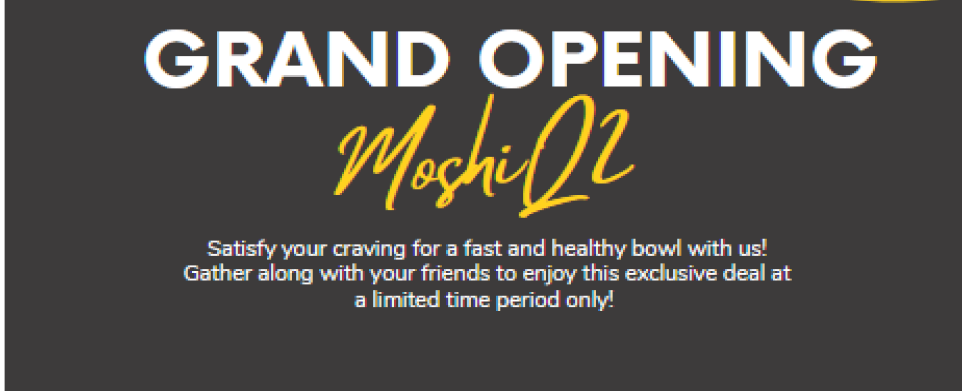 GRAND OPENING
MoshiQ2
Satisfy your craving for a fast and healthy bowl with us!
Gather along with your friends to enjoy this exclusive deal at
a limited time period only!